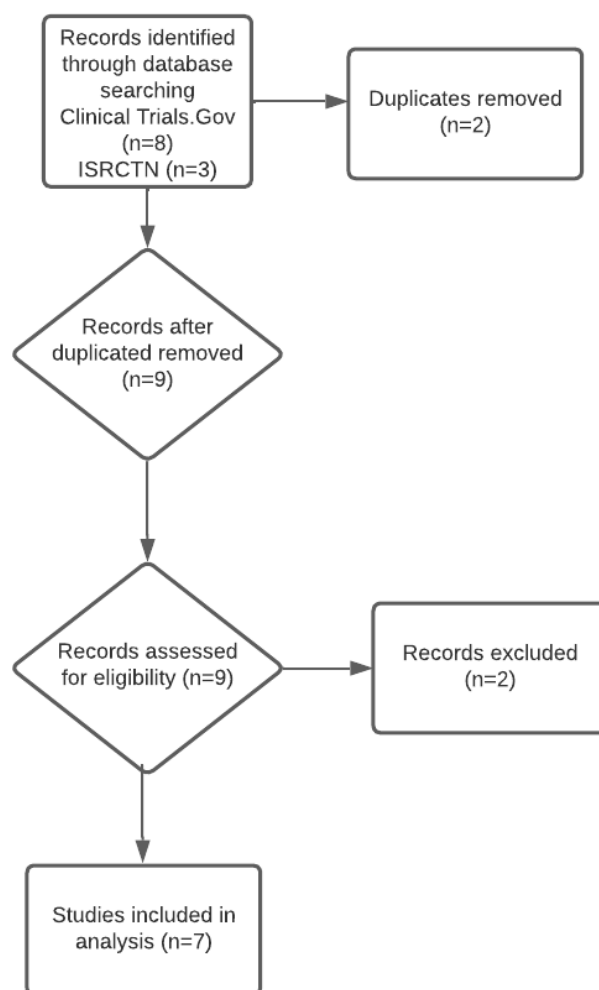 Records identified
through database
searching
Clinical Trials.Gov
(n=8)
ISRCTN (n=3)
Duplicates removed
(n=2)
Records after
duplicated removed
(n=9)
Records assessed
for eligibility (n=9)
Records excluded
(n=2)
Studies included in
analysis (n=7)